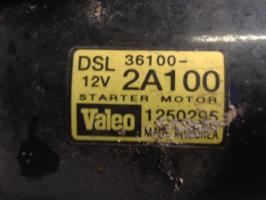 DSL 36100-
12V 2A100
STARTER MOTOR
Valeo 1250295
MADE IN KOREA